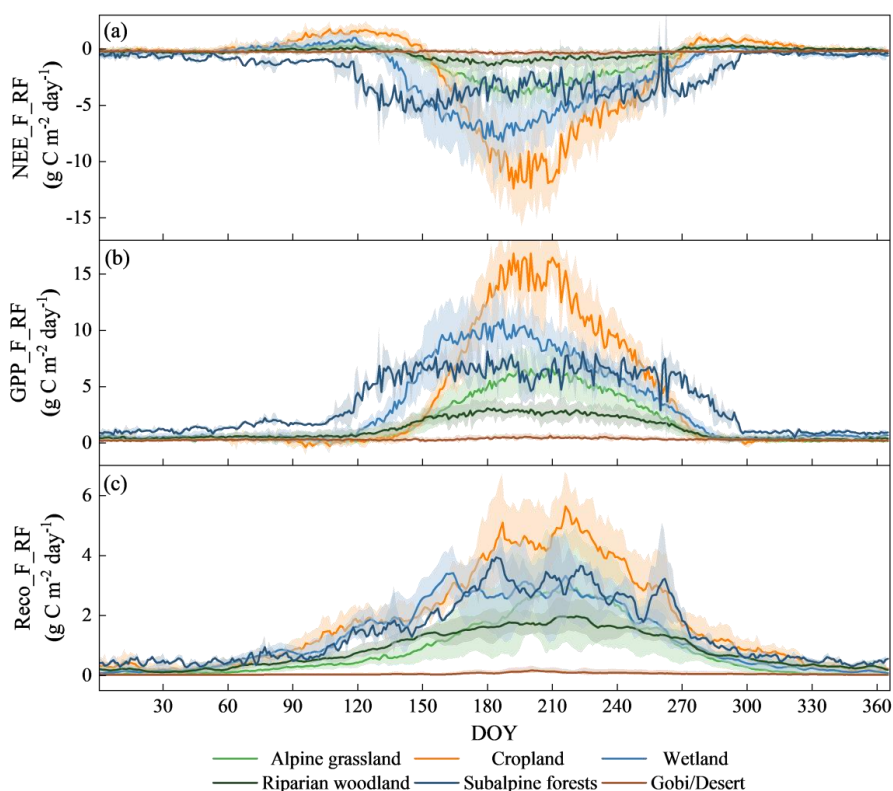 (a)
0
-5
-10
-15
NEE_F_RF
(g C m-2 day-1)
(b)
15
10
5
0
GPP_F_RF
(g C m-2 day-1)
(c)
6
4
2
0
Reco_F_RF
(g C m-2 day-1)
30 60 90 120 150 180 210 240 270 300 330 360
DOY
Alpine grassland Cropland Wetland
Riparian woodland Subalpine forests Gobi/Desert